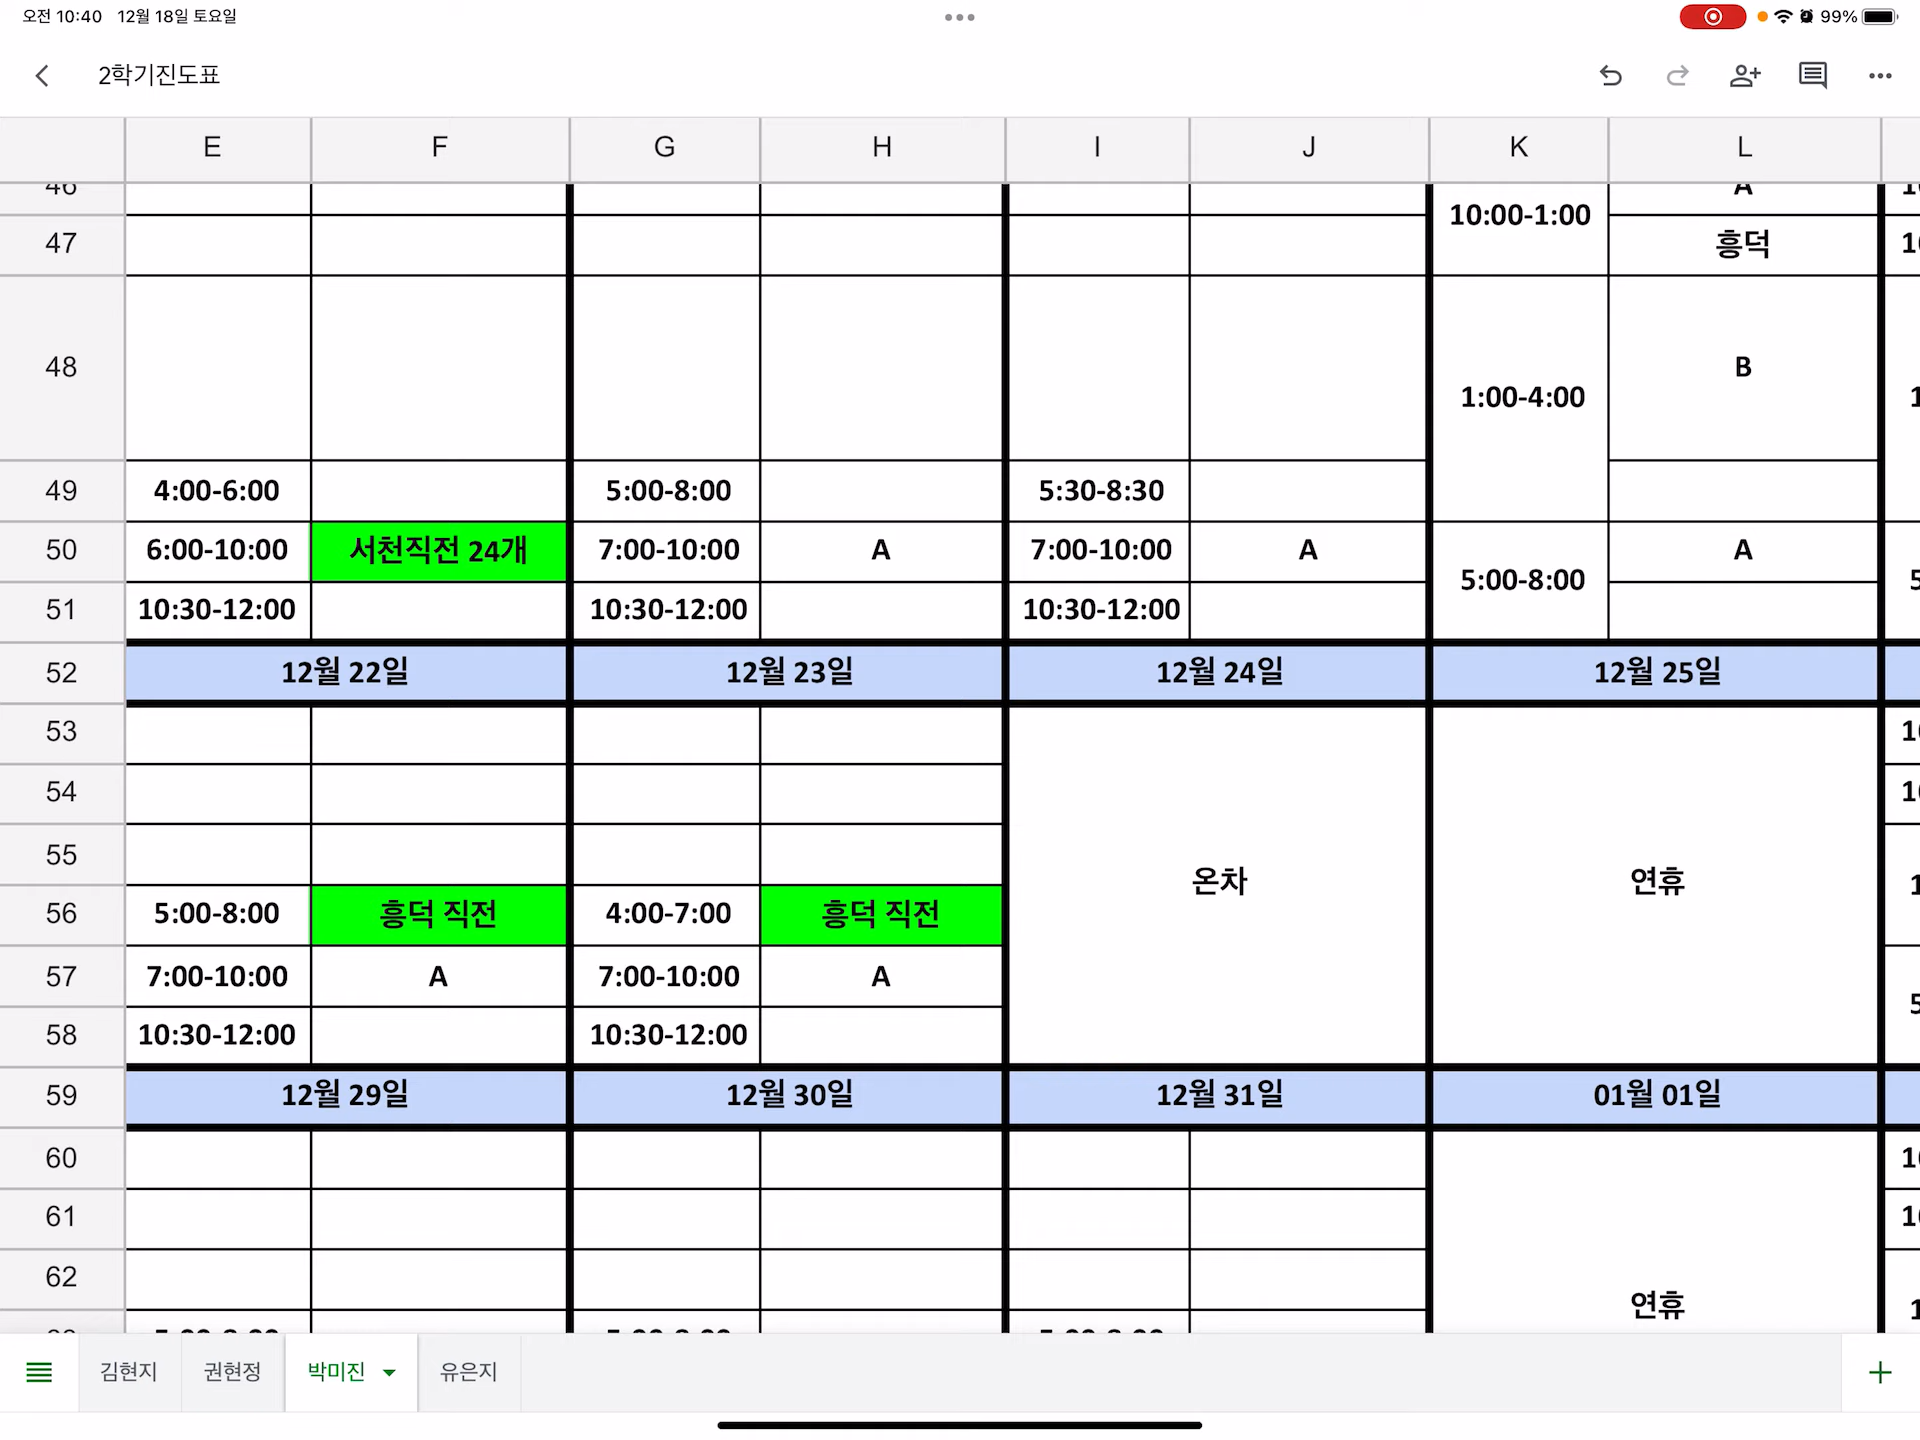 오전 10:40 12월 18일 토요일
99%
2학기진도표
E F G H I J K L
46 10:00-1:00 A
47 흥덕
48 1:00-4:00 B
49 4:00-6:00 5:00-8:00 5:30-8:30
50 6:00-10:00 서천직전 24개 7:00-10:00 A 7:00-10:00 A 5:00-8:00 A
51 10:30-12:00 10:30-12:00 10:30-12:00
52 12월 22일 12월 23일 12월 24일 12월 25일
53
54
55 온차 연휴
56 5:00-8:00 흥덕 직전 4:00-7:00 흥덕 직전
57 7:00-10:00 A 7:00-10:00 A
58 10:30-12:00 10:30-12:00
59 12월 29일 12월 30일 12월 31일 01월 01일
60
61
62 연휴
김현지 권현정 박미진 유은지